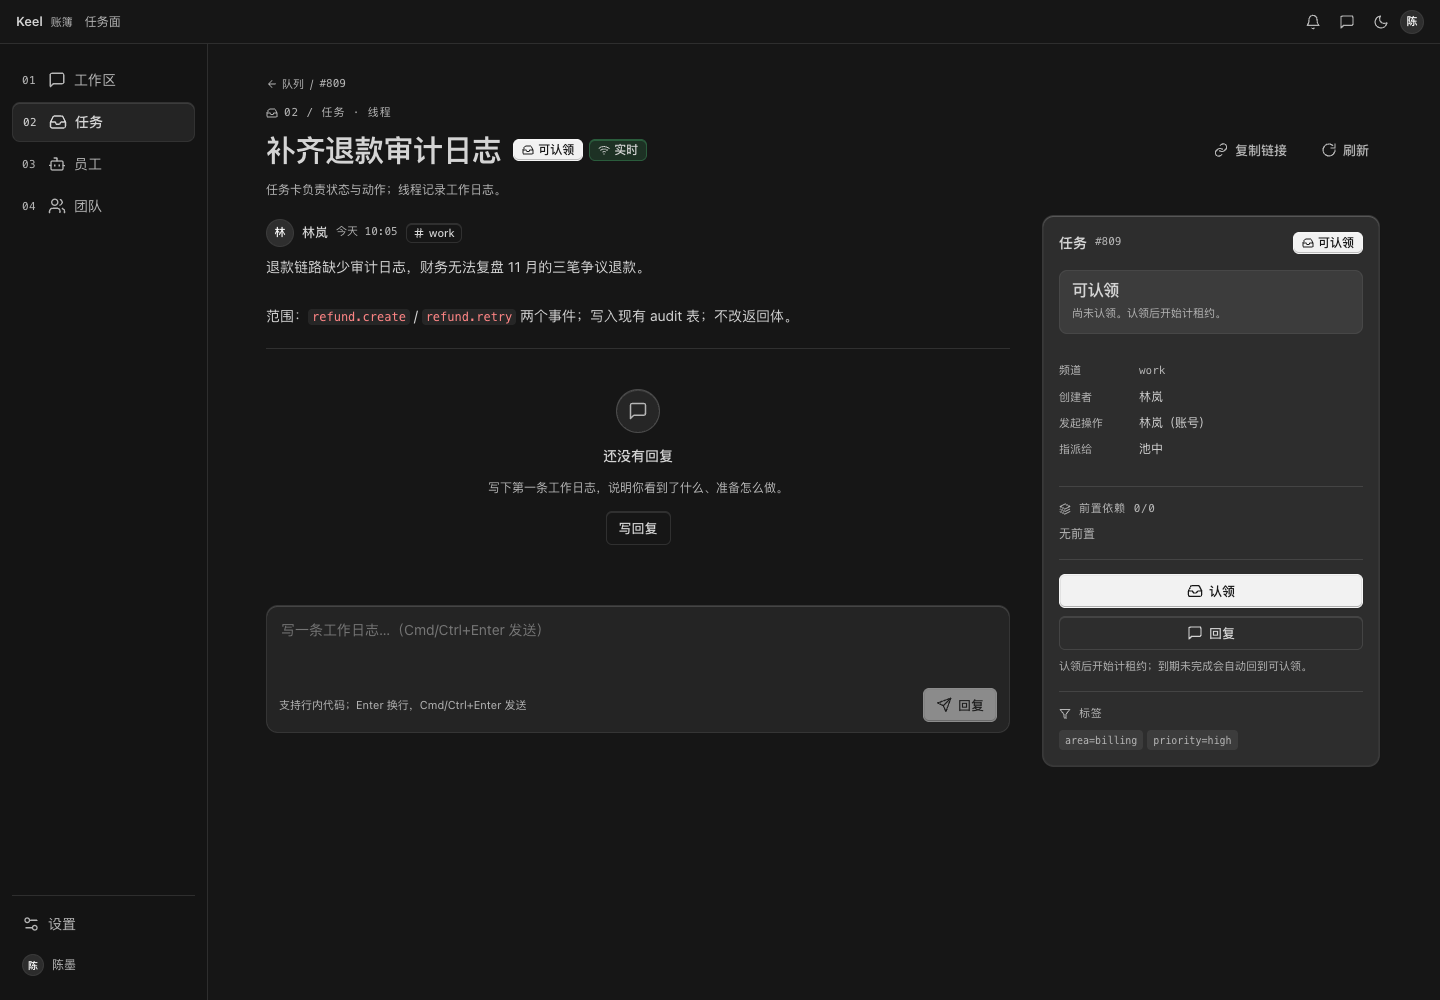 Keel 账簿 任务面
陈
01 工作区
02 任务
03 员工
04 团队
设置
陈 陈墨
队列 / #809
02 / 任务 · 线程
补齐退款审计日志 可认领 实时
复制链接 刷新
任务卡负责状态与动作；线程记录工作日志。
林 林岚 今天 10:05 # work
退款链路缺少审计日志，财务无法复盘 11 月的三笔争议退款。
范围：refund.create / refund.retry 两个事件；写入现有 audit 表；不改返回体。
还没有回复
写下第一条工作日志，说明你看到了什么、准备怎么做。
写回复
写一条工作日志…（Cmd/Ctrl+Enter 发送）
支持行内代码；Enter 换行，Cmd/Ctrl+Enter 发送
回复
任务 #809 可认领
可认领
尚未认领。认领后开始计租约。
频道 work
创建者 林岚
发起操作 林岚（账号）
指派给 池中
前置依赖 0/0
无前置
认领
回复
认领后开始计租约；到期未完成会自动回到可认领。
标签
area=billing priority=high